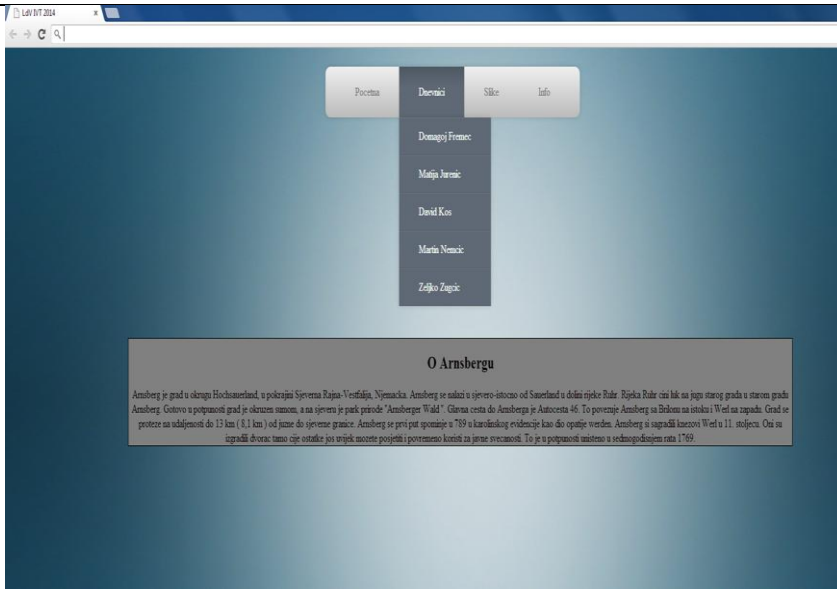 LdV IVT 2014
Pocetna Dnevnici Slike Info
Domagoj Fremec
Matija Jurenic
David Kos
Martin Nemcic
Zeljko Zugcic
O Arnsbergu
Arnsberg je grad u okrugu Hochsauerland, u pokrajini Sjeverna Rajna-Vestfalija, Njemacka. Arnsberg se nalazi u sjevero-istocno od Sauerland u dolini rijeke Ruhr. Rijeka Ruhr cini luk na jugu starog grada u starom gradu
Arnsberg. Gotovo u potpunosti grad je okruzen sumom, a na sjeveru je park prirode "Arnsberger Wald ". Glavna cesta do Arnsberga je Autocesta 46. To povezuje Arnsberg sa Brilonu na istoku i Werl na zapadu. Grad se
proteze na udaljenosti do 13 km ( 8,1 km ) od juzne do sjeverne granice. Arnsberg se prvi put spominje u 789 u karolinskog evidencije kao dio opatije werden. Arnsberg si sagradili knezovi Werl u 11. stoljecu. Oni su
izgradili dvorac tamo cije ostatke jos uvijek mozete posjetiti i povremeno koristi za javne svecanosti. To je u potpunosti unisteno u sedmogodisnjem rata 1769.